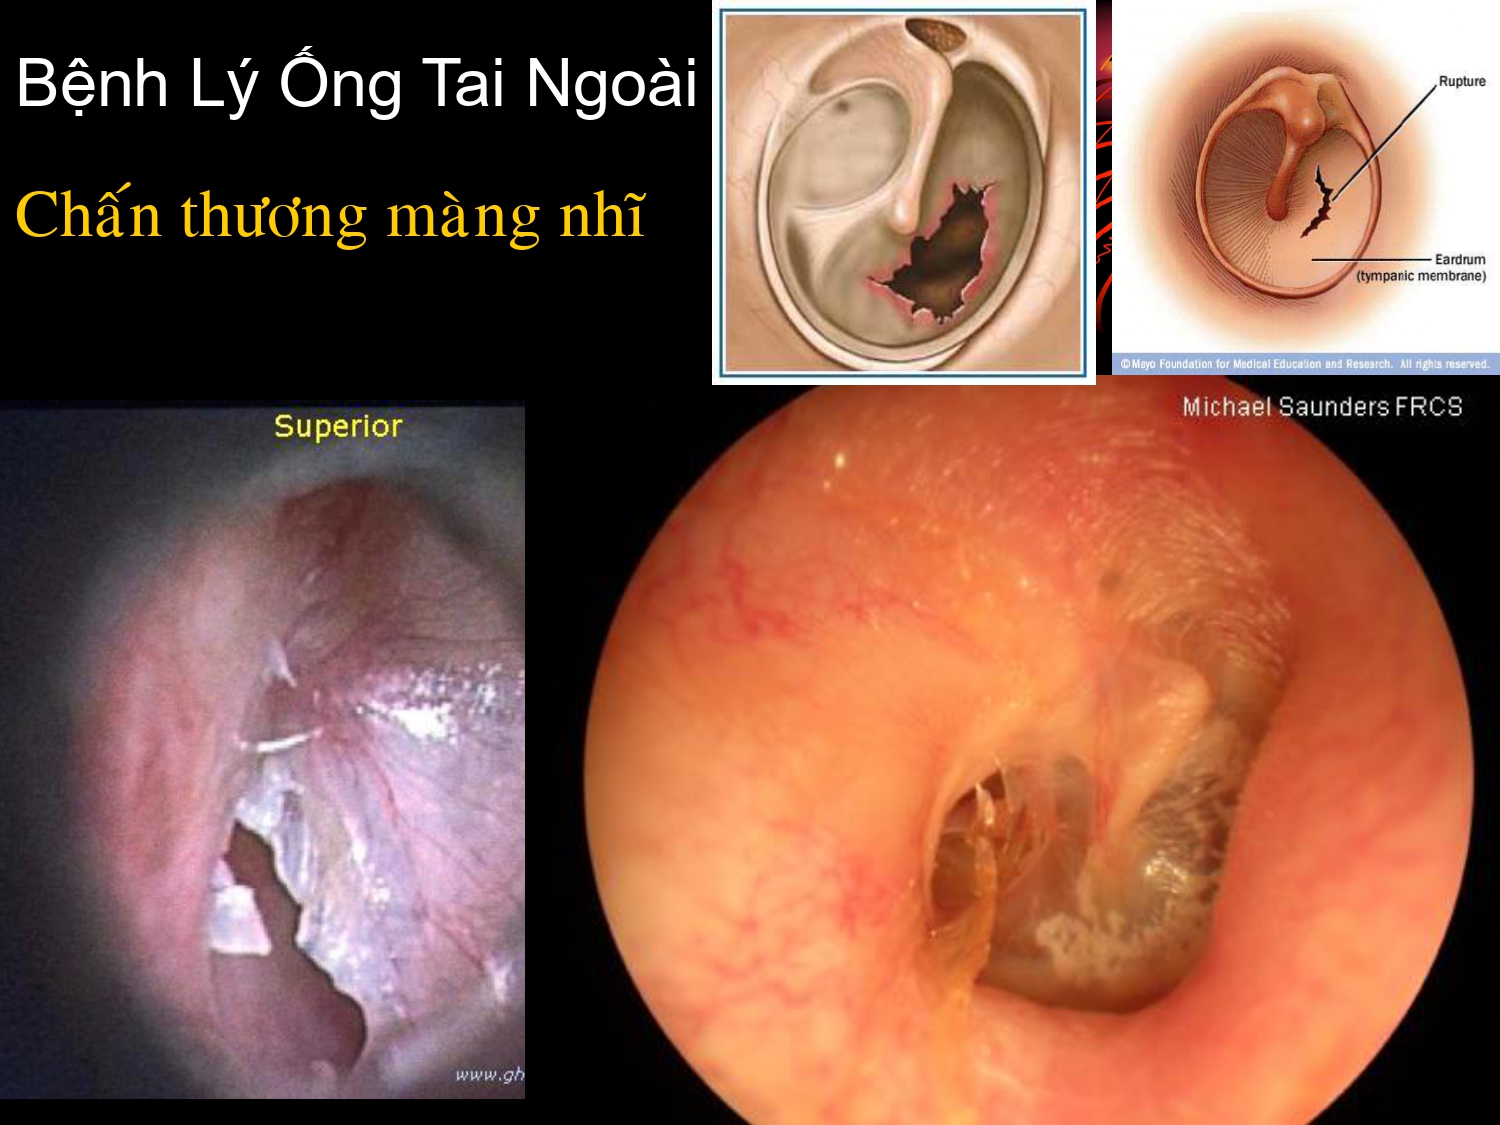 Bệnh Lý Ống Tai Ngoài
Chấn thương màng nhĩ
Rupture
Eardrum
(tympanic membrane)
©Mayo Foundation for Medical Education and Research. All rights reserved.
Superior
Michael Saunders FRCS
www.gh